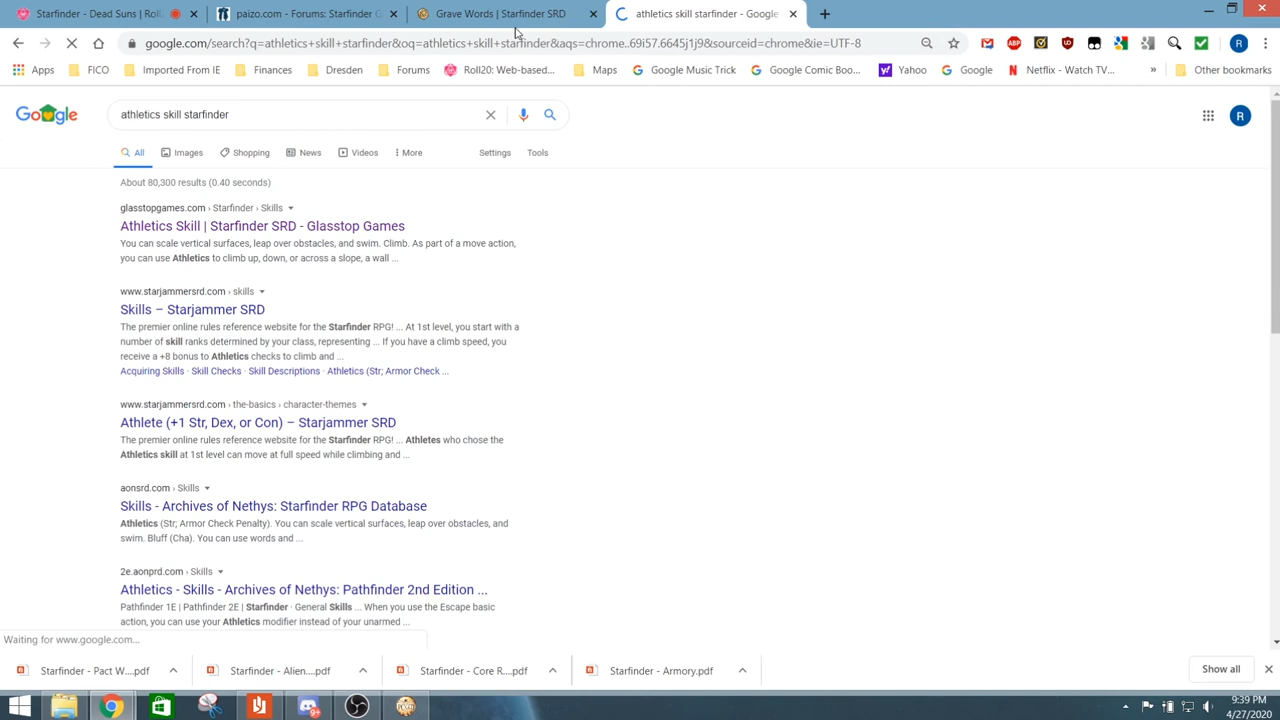 Starfinder - Dead Suns | Roll
paizo.com - Forums: Starfinder G
Grave Words | Starfinder SRD
athletics skill starfinder - Google
google.com/search?q=athletics+skill+starfinder&oq=athletics+skill+starfinder&aqs=chrome..69i57.6645j1j9&sourceid=chrome&ie=UTF-8
Apps
FICO
Imported From IE
Finances
Dresden
Forums
Roll20: Web-based...
Maps
Google Music Trick
Google Comic Boo...
Yahoo
Google
Netflix - Watch TV...
»
Other bookmarks
athletics skill starfinder
R
All
Images
Shopping
News
Videos
More
Settings
Tools
About 80,300 results (0.40 seconds)
glasstopgames.com › Starfinder › Skills
Athletics Skill | Starfinder SRD - Glasstop Games
You can scale vertical surfaces, leap over obstacles, and swim. Climb. As part of a move action,
you can use Athletics to climb up, down, or across a slope, a wall ...
www.starjammersrd.com › skills
Skills – Starjammer SRD
The premier online rules reference website for the Starfinder RPG! ... At 1st level, you start with a
number of skill ranks determined by your class, representing ... If you have a climb speed, you
receive a +8 bonus to Athletics checks to climb and ...
Acquiring Skills · Skill Checks · Skill Descriptions · Athletics (Str; Armor Check ...
www.starjammersrd.com › the-basics › character-themes
Athlete (+1 Str, Dex, or Con) – Starjammer SRD
The premier online rules reference website for the Starfinder RPG! ... Athletes who chose the
Athletics skill at 1st level can move at full speed while climbing and ...
aonsrd.com › Skills
Skills - Archives of Nethys: Starfinder RPG Database
Athletics (Str; Armor Check Penalty). You can scale vertical surfaces, leap over obstacles, and
swim. Bluff (Cha). You can use words and ...
2e.aonprd.com › Skills
Athletics - Skills - Archives of Nethys: Pathfinder 2nd Edition ...
Pathfinder 1E | Pathfinder 2E | Starfinder · General Skills ... When you use the Escape basic
action, you can use your Athletics modifier instead of your unarmed ...
Waiting for www.google.com...
Starfinder - Pact W....pdf
Starfinder - Alien....pdf
Starfinder - Core R....pdf
Starfinder - Armory.pdf
Show all
9:39 PM
4/27/2020